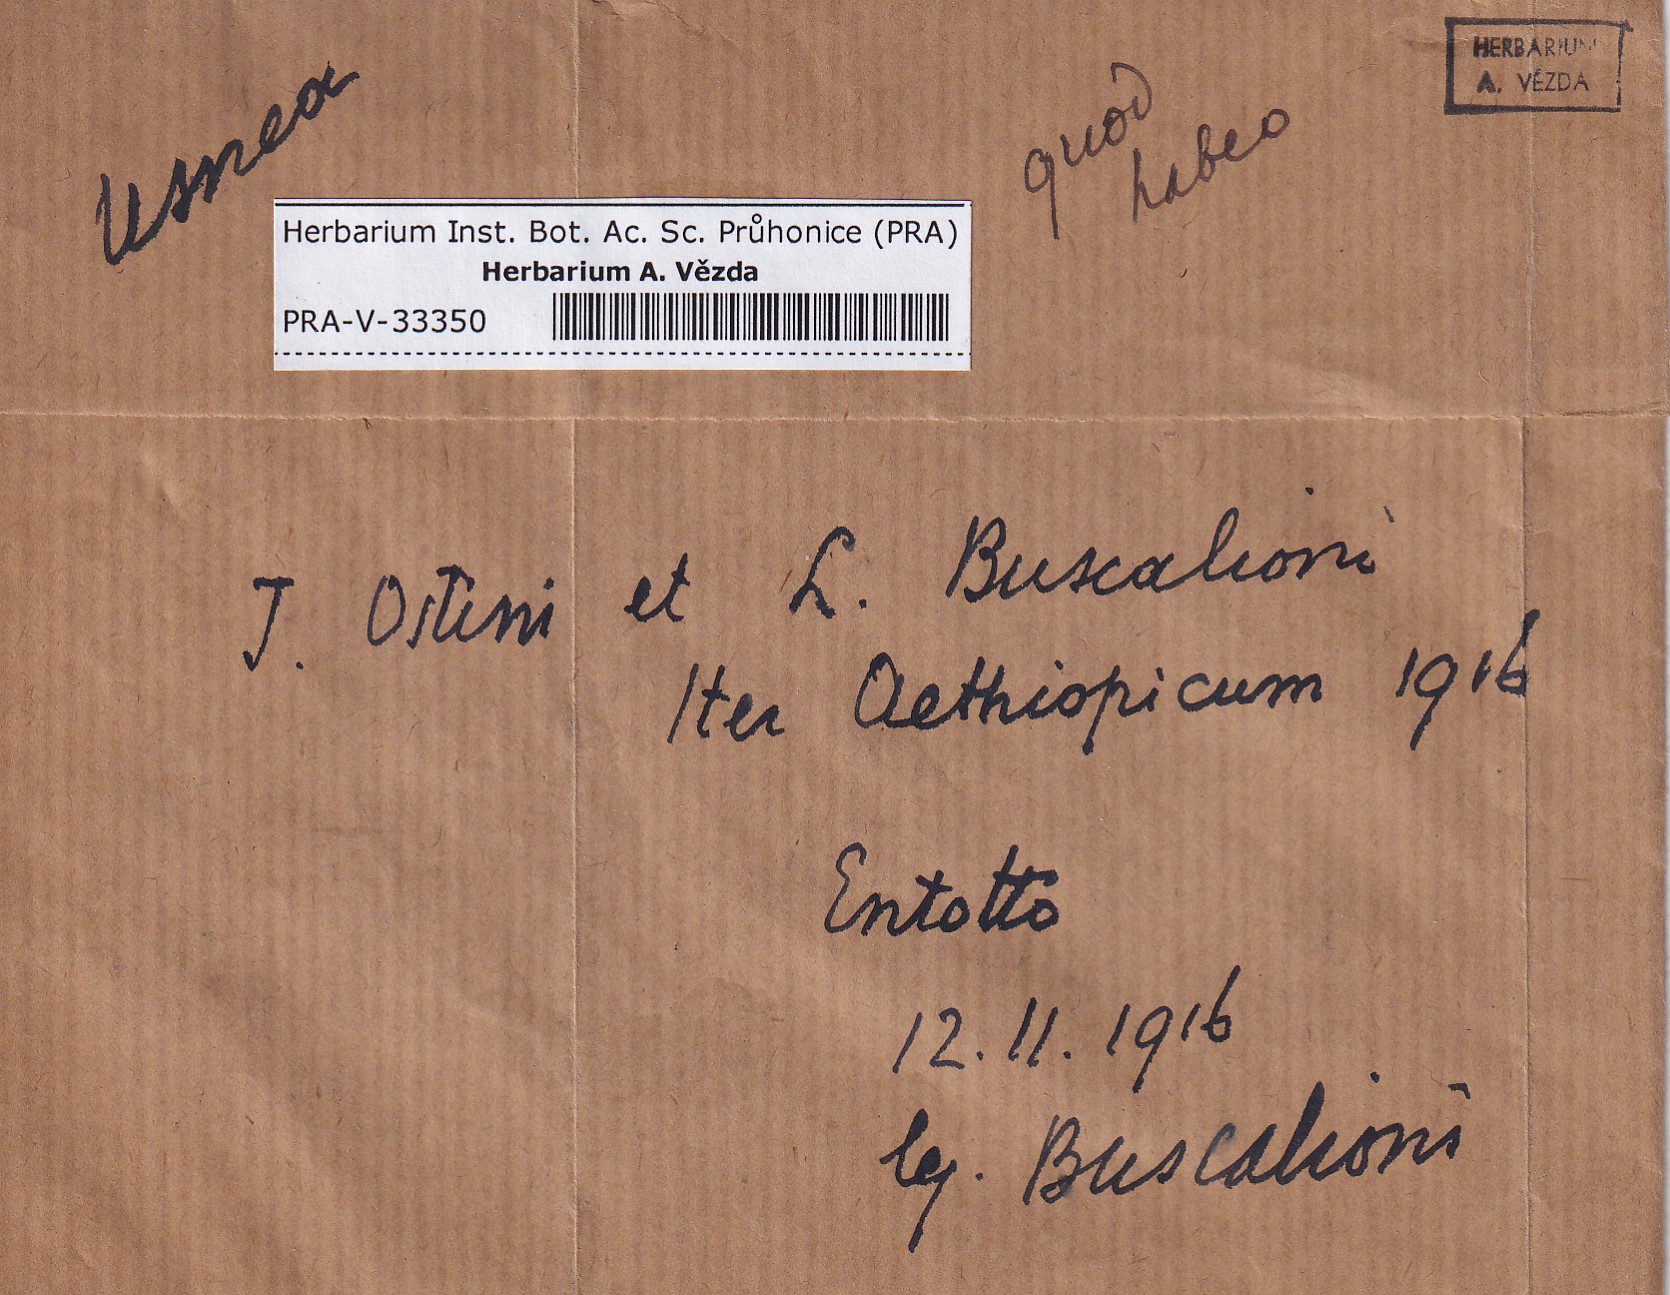 Usnea
quod
habeo
HERBARIUM
A. VĚZDA
Herbarium Inst. Bot. Ac. Sc. Průhonice (PRA)
Herbarium A. Vězda
PRA-V-33350
J. Ostini et L. Buscalioni
Iter Aethiopicum 1916
Entotto
12. 11. 1916
leg. Buscalioni